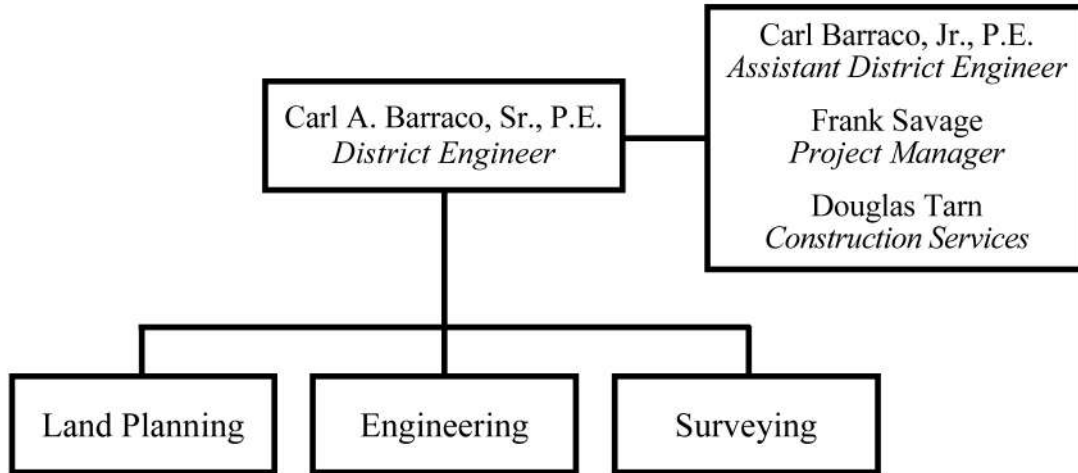 Carl Barraco, Jr., P.E.
Assistant District Engineer
Frank Savage
Project Manager
Douglas Tarn
Construction Services
Carl A. Barraco, Sr., P.E.
District Engineer
Land Planning
Engineering
Surveying